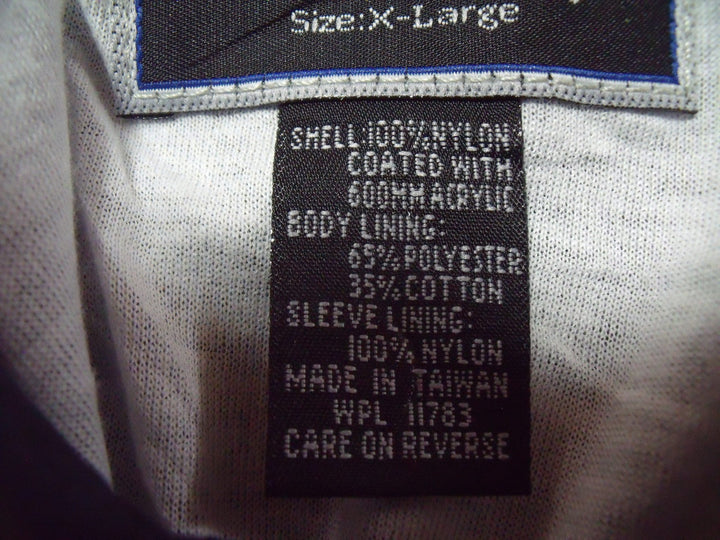 Size:X-Large
SHELL 100% NYLON
COATED WITH
600MM ACRYLIC
BODY LINING:
65% POLYESTER
35% COTTON
SLEEVE LINING:
100% NYLON
MADE IN TAIWAN
WPL 11783
CARE ON REVERSE